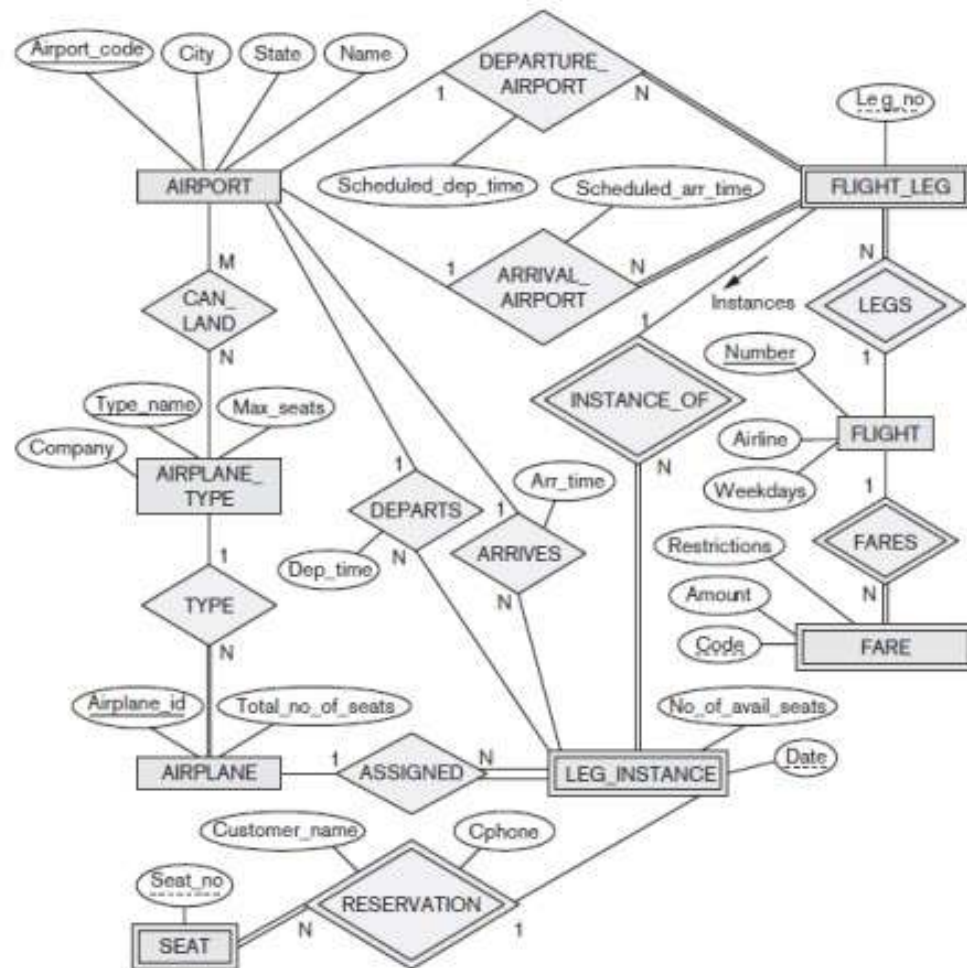 Airport_code
City
State
Name
DEPARTURE_
AIRPORT
1
N
Leg_no
AIRPORT
Scheduled_dep_time
Scheduled_arr_time
FLIGHT_LEG
M
1
ARRIVAL_
AIRPORT
N
N
CAN_
LAND
Instances
LEGS
N
1
Number
1
Type_name
Max_seats
INSTANCE_OF
Company
Airline
FLIGHT
AIRPLANE_
TYPE
1
N
Arr_time
Weekdays
1
DEPARTS
1
1
Restrictions
FARES
Dep_time
N
ARRIVES
TYPE
N
Amount
N
N
Code
FARE
Airplane_id
Total_no_of_seats
No_of_avail_seats
1
N
AIRPLANE
ASSIGNED
LEG_INSTANCE
Date
Customer_name
Cphone
Seat_no
RESERVATION
N
1
SEAT